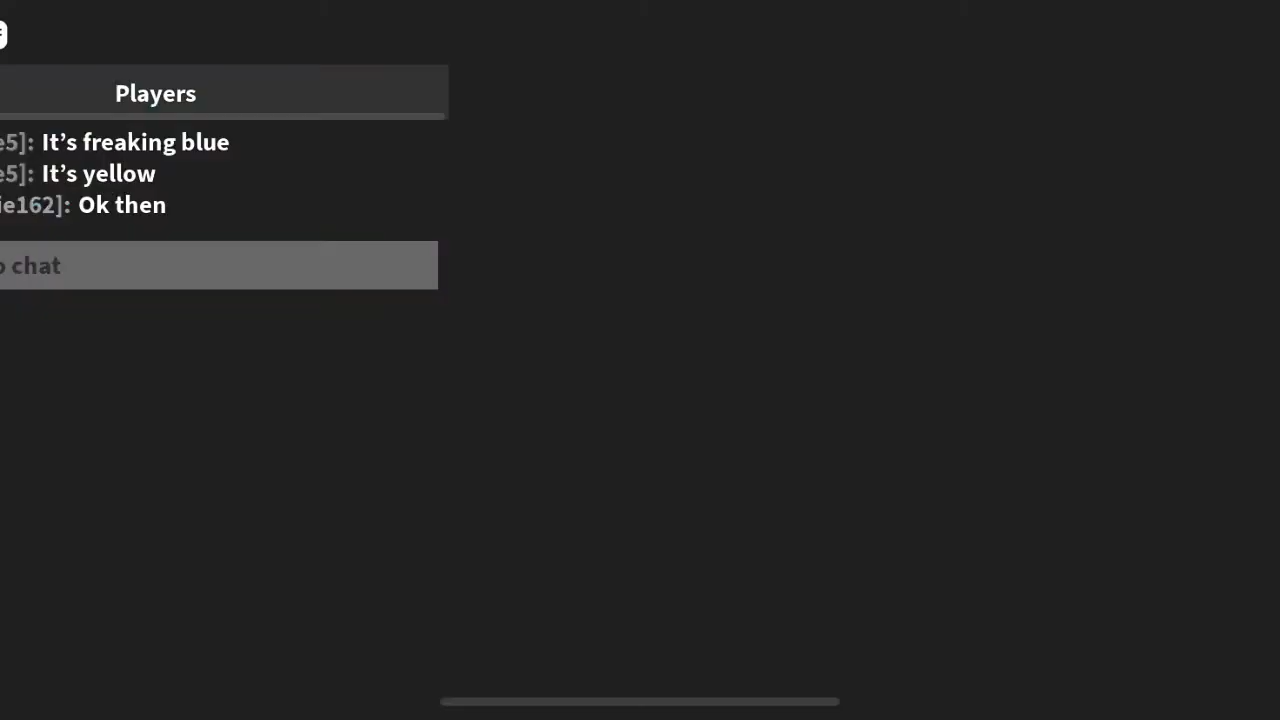 Players
e5]: It’s freaking blue
e5]: It’s yellow
ie162]: Ok then
o chat